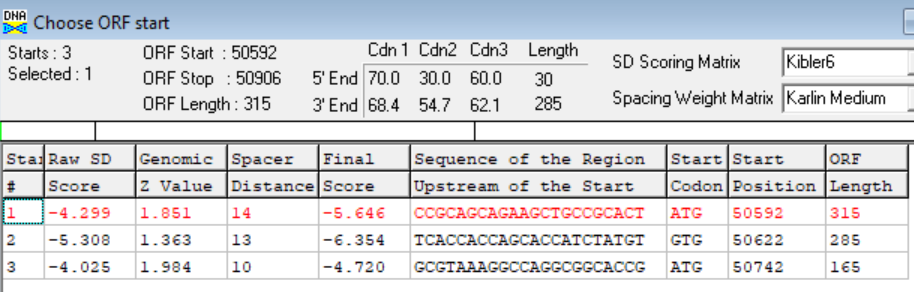 DNA Choose ORF start
Starts : 3 ORF Start : 50592 Cdn 1 Cdn2 Cdn3 Length SD Scoring Matrix Kibler6
Selected : 1 ORF Stop : 50906 5' End 70.0 30.0 60.0 30
ORF Length : 315 3' End 68.4 54.7 62.1 285 Spacing Weight Matrix Karlin Medium
Star Raw SD Genomic Spacer Final Sequence of the Region Start Start ORF
# Score Z Value Distance Score Upstream of the Start Codon Position Length
1 -4.299 1.851 14 -5.646 CCGCAGCAGAAGCTGCCGCACT ATG 50592 315
2 -5.308 1.363 13 -6.354 TCACCACCAGCACCATCTATGT GTG 50622 285
3 -4.025 1.984 10 -4.720 GCGTAAAGGCCAGGCGGCACCG ATG 50742 165